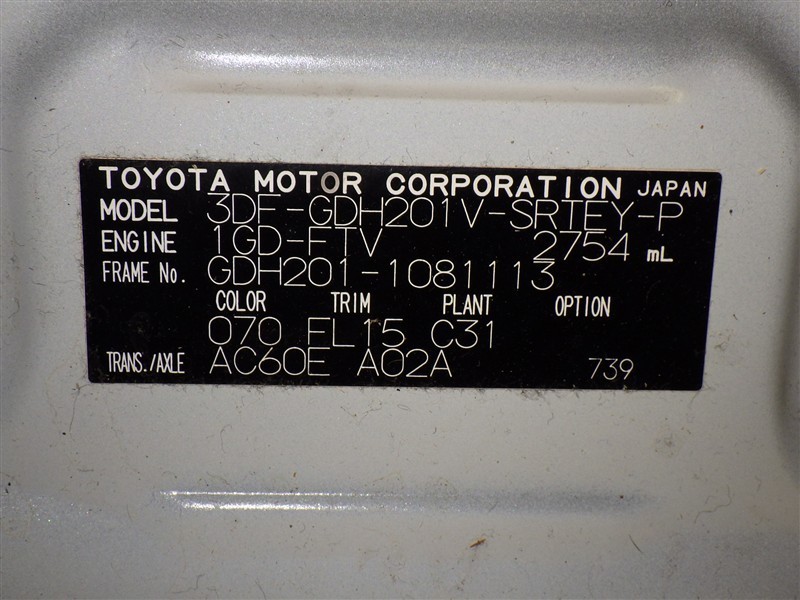 TOYOTA MOTOR CORPORATION JAPAN
MODEL 3DF-GDH201V-SRTEY-P
ENGINE 1GD-FTV 2754 mL
FRAME No. GDH201-1081113
COLOR TRIM PLANT OPTION
070 FL15 C31
TRANS./AXLE AC60E A02A 739